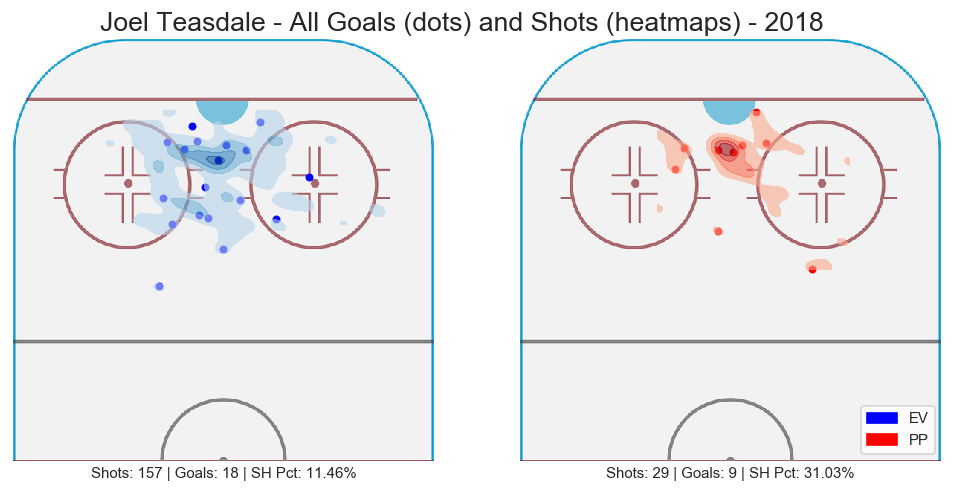 Joel Teasdale - All Goals (dots) and Shots (heatmaps) - 2018
EV
PP
Shots: 157 | Goals: 18 | SH Pct: 11.46%
Shots: 29 | Goals: 9 | SH Pct: 31.03%